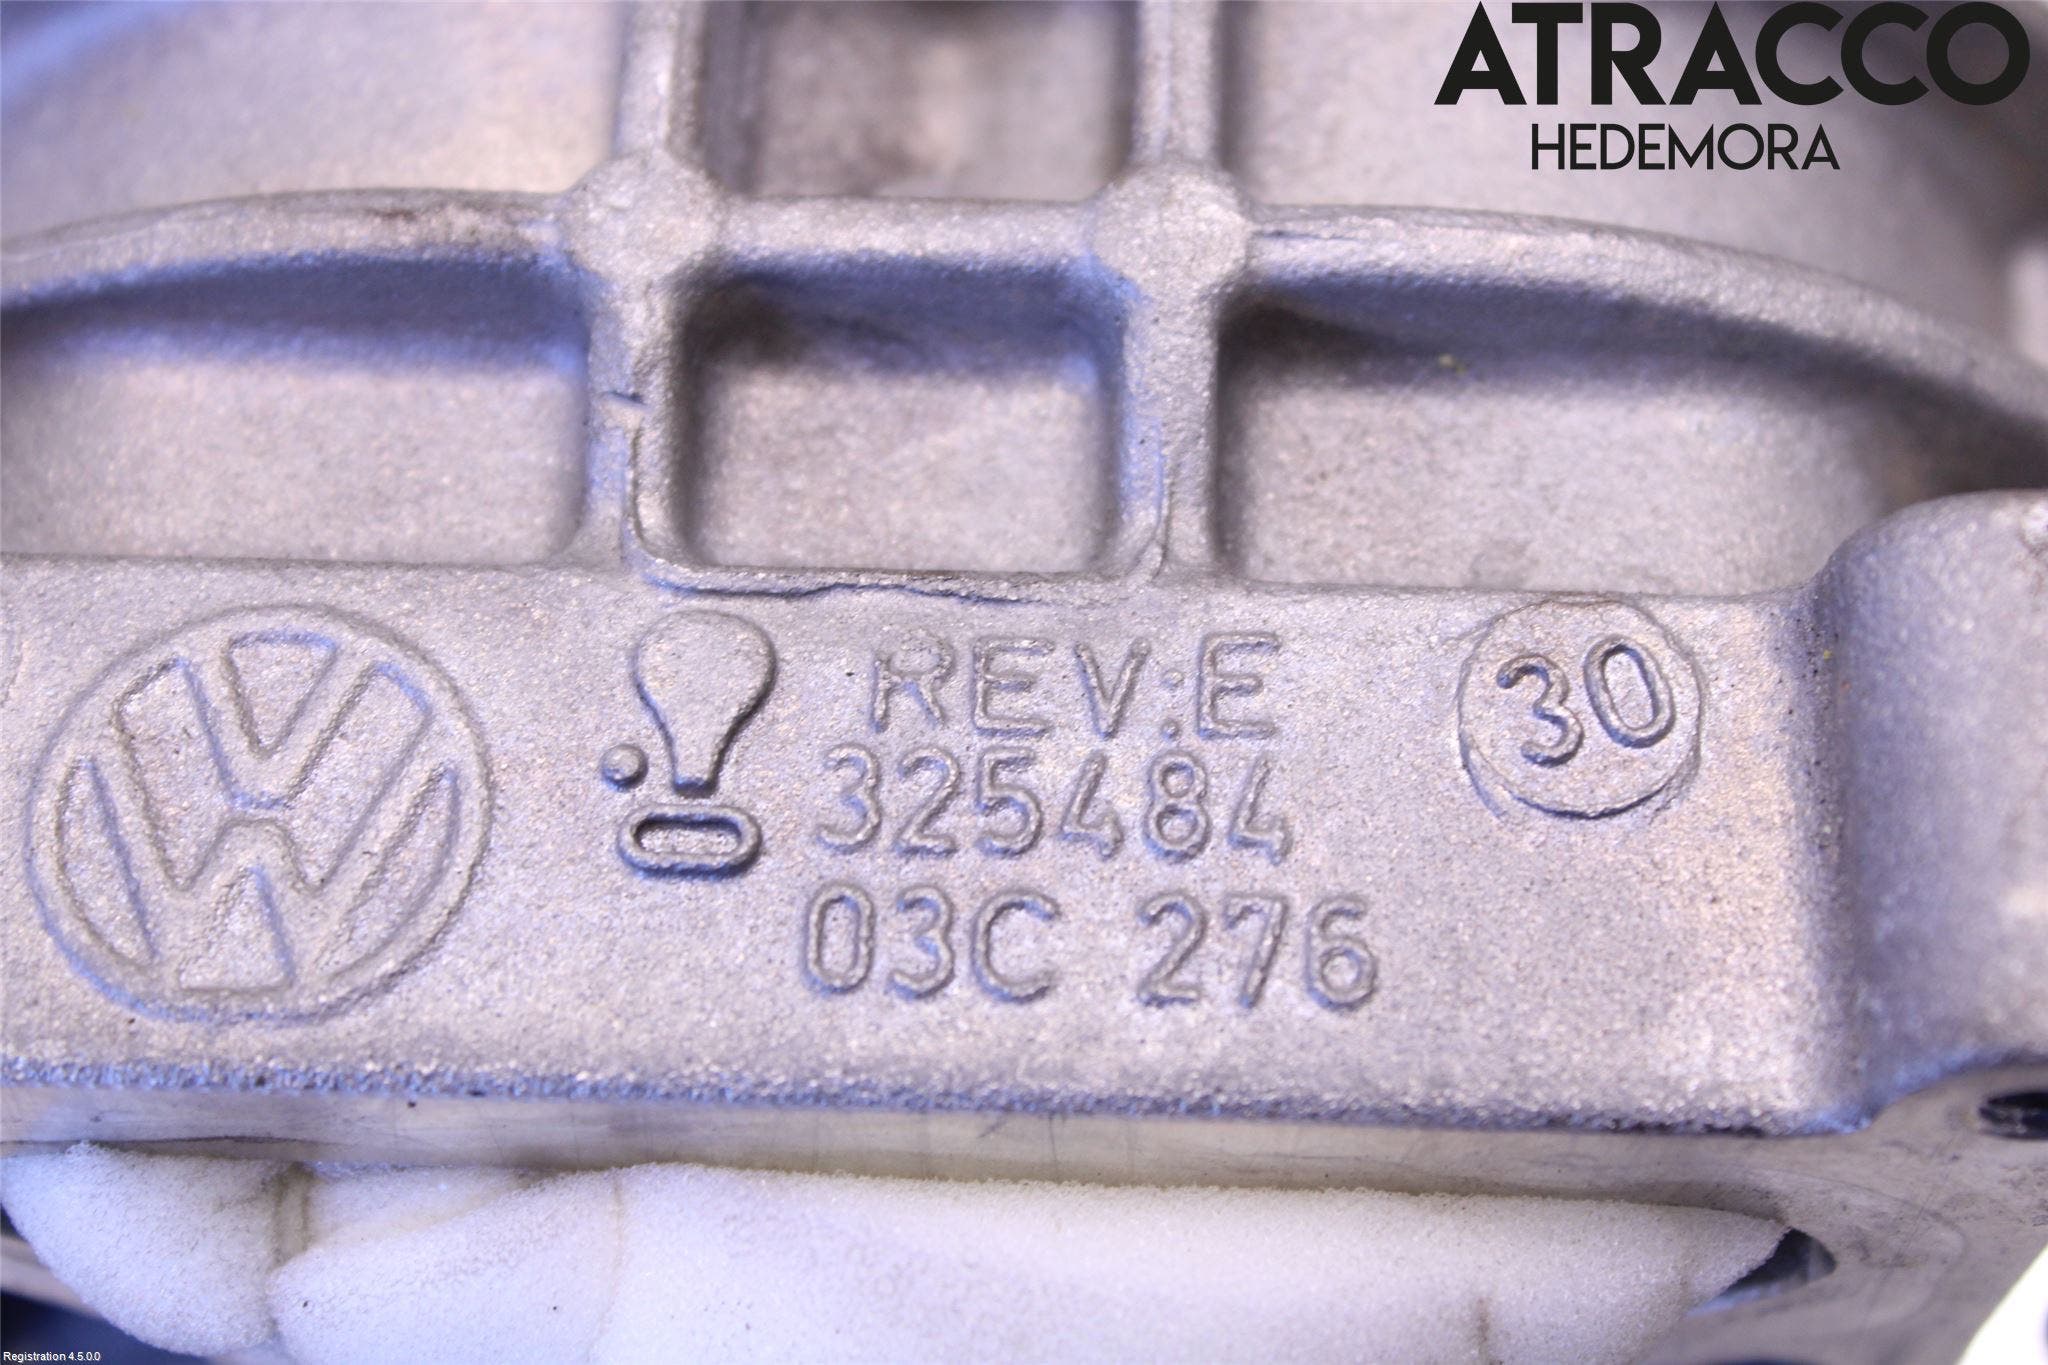 ATRACCO
HEDEMORA
REV:E
30
325484
03C 276
Registration 4.5.0.0